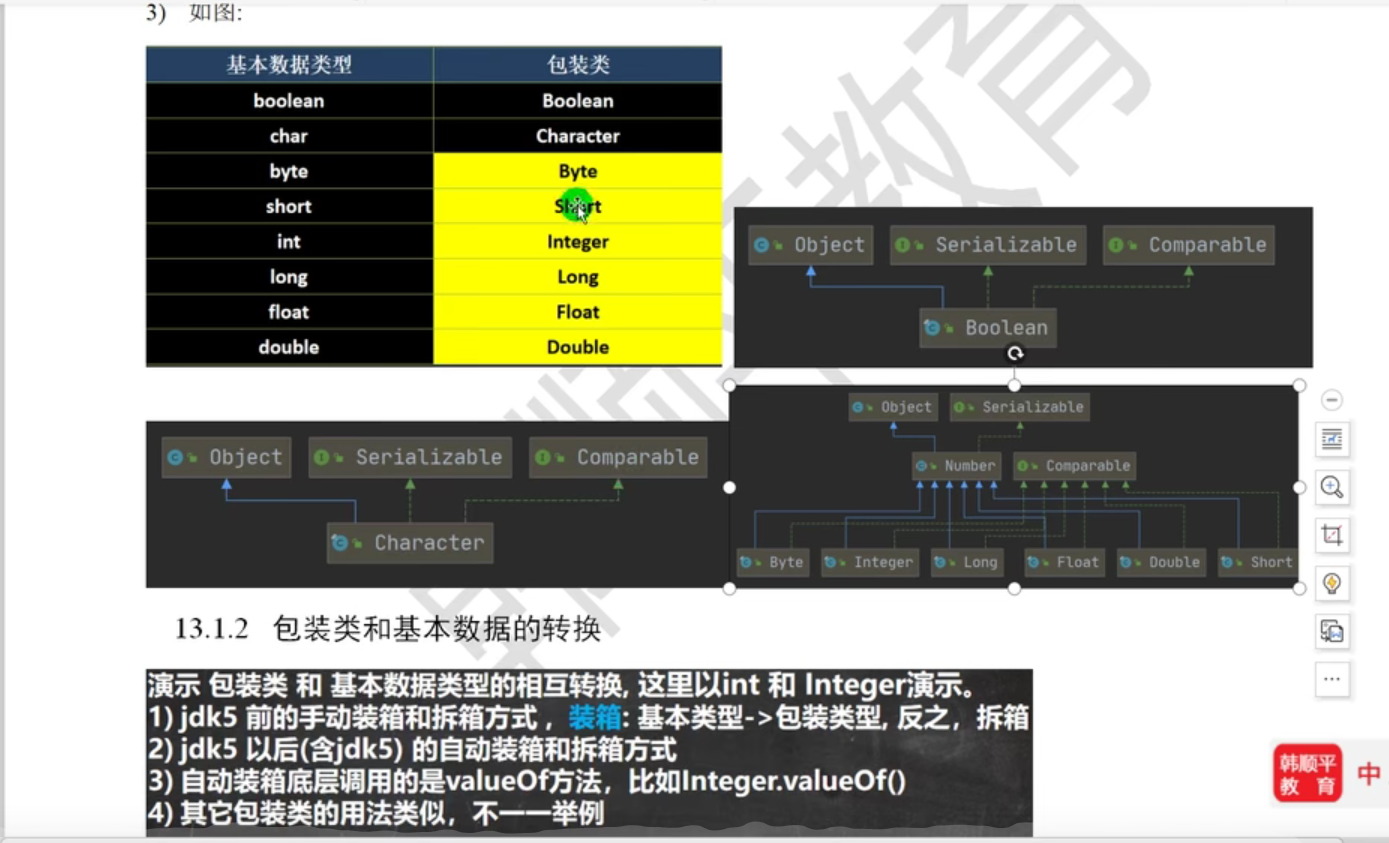 3) 如图:
基本数据类型 包装类
boolean Boolean
char Character
byte Byte
short Short
int Integer
long Long
float Float
double Double
Object Serializable Comparable
Boolean
Object Serializable Comparable
Character
Object Serializable
Number Comparable
Byte Integer Long Float Double Short
13.1.2 包装类和基本数据的转换
演示 包装类 和 基本数据类型的相互转换, 这里以int 和 Integer演示。
1) jdk5 前的手动装箱和拆箱方式 ，装箱: 基本类型->包装类型, 反之，拆箱
2) jdk5 以后(含jdk5) 的自动装箱和拆箱方式
3) 自动装箱底层调用的是valueOf方法，比如Integer.valueOf()
4) 其它包装类的用法类似，不一一举例
韩顺平
教 育
中